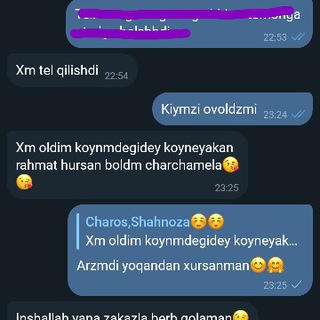 22:53
Xm tel qilishdi 22:54
Kiymzi ovoldzmi 23:24
Xm oldim koynmdegidey koyneyakan
rahmat hursan boldm charchamela😘
😘 23:25
Charos,Shahnoza☺️☺️
Xm oldim koynmdegidey koyneyak...
Arzmdi yoqandan xursanman😊🤗
23:25
Inshallah yana zakazla berb qolaman😘